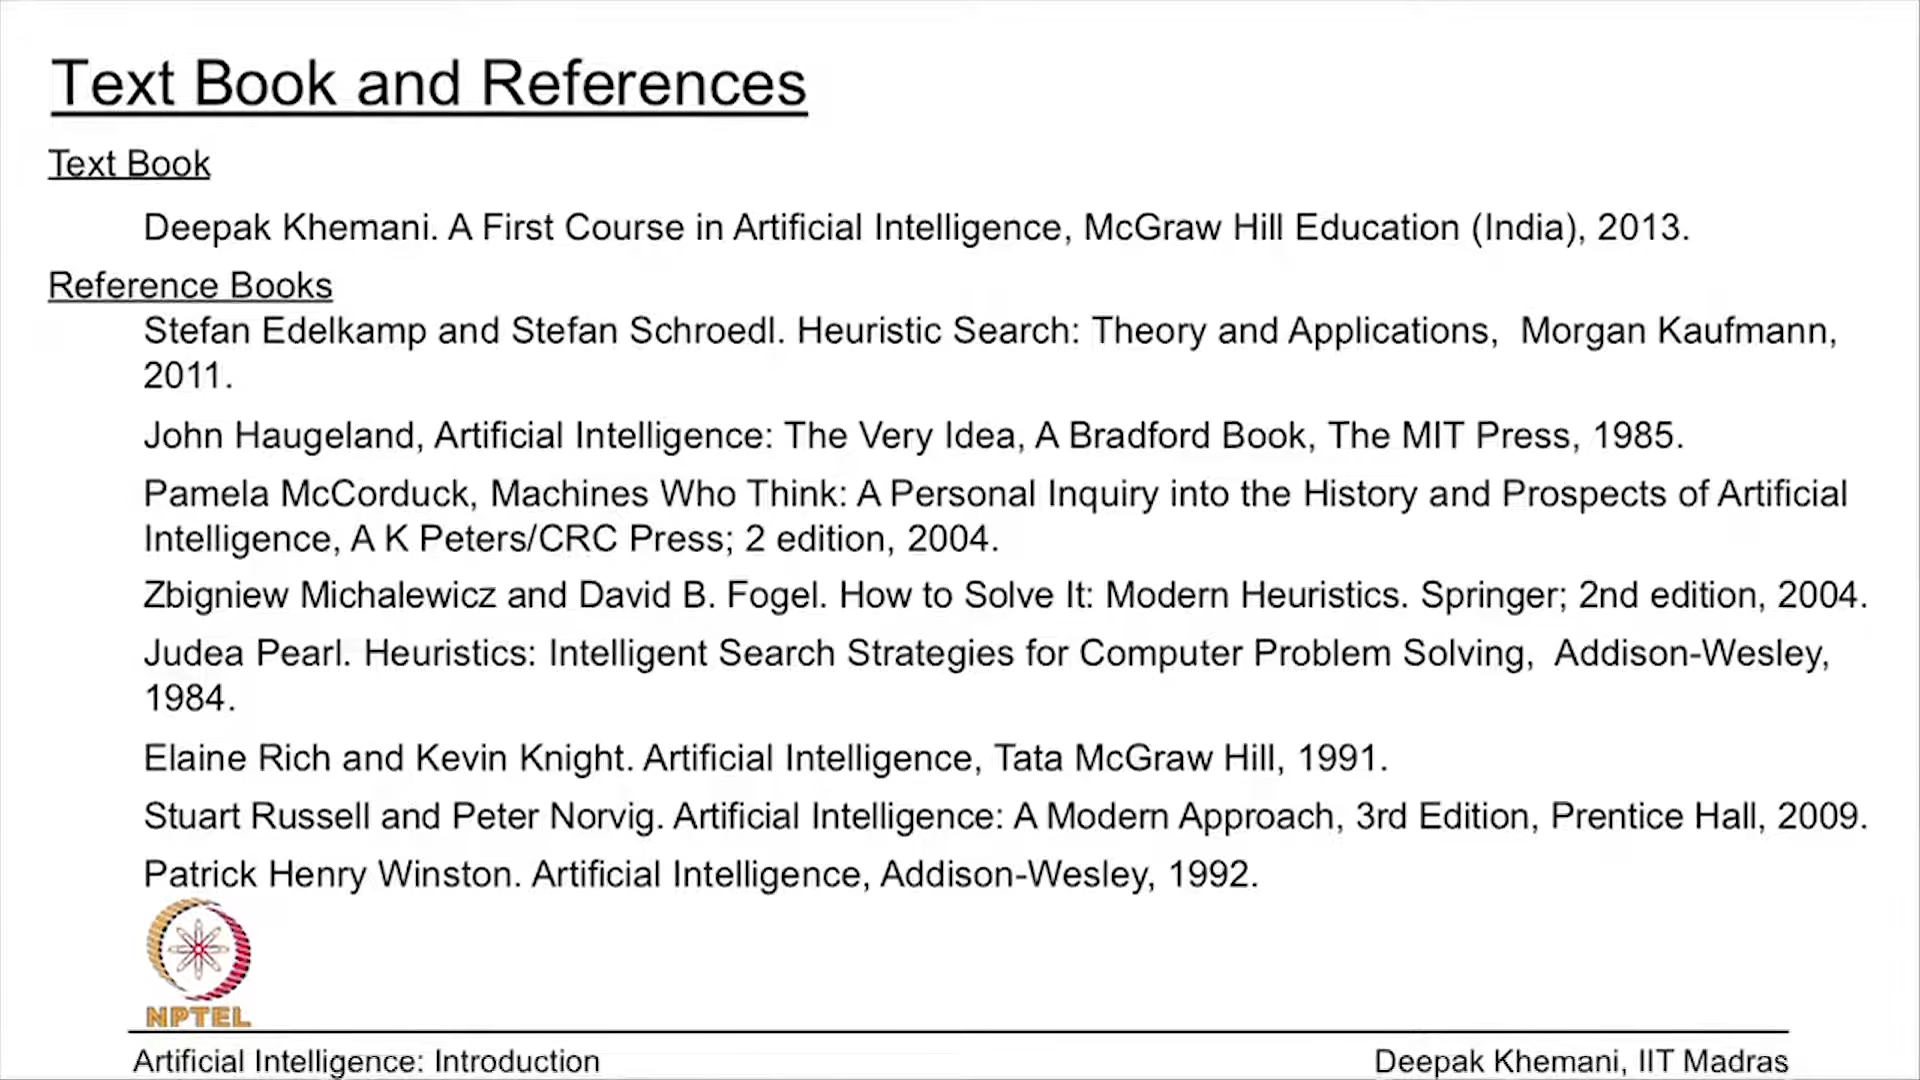 Text Book and References
Text Book
Deepak Khemani. A First Course in Artificial Intelligence, McGraw Hill Education (India), 2013.
Reference Books
Stefan Edelkamp and Stefan Schroedl. Heuristic Search: Theory and Applications, Morgan Kaufmann,
2011.
John Haugeland, Artificial Intelligence: The Very Idea, A Bradford Book, The MIT Press, 1985.
Pamela McCorduck, Machines Who Think: A Personal Inquiry into the History and Prospects of Artificial
Intelligence, A K Peters/CRC Press; 2 edition, 2004.
Zbigniew Michalewicz and David B. Fogel. How to Solve It: Modern Heuristics. Springer; 2nd edition, 2004.
Judea Pearl. Heuristics: Intelligent Search Strategies for Computer Problem Solving, Addison-Wesley,
1984.
Elaine Rich and Kevin Knight. Artificial Intelligence, Tata McGraw Hill, 1991.
Stuart Russell and Peter Norvig. Artificial Intelligence: A Modern Approach, 3rd Edition, Prentice Hall, 2009.
Patrick Henry Winston. Artificial Intelligence, Addison-Wesley, 1992.
NPTEL
Artificial Intelligence: Introduction
Deepak Khemani, IIT Madras